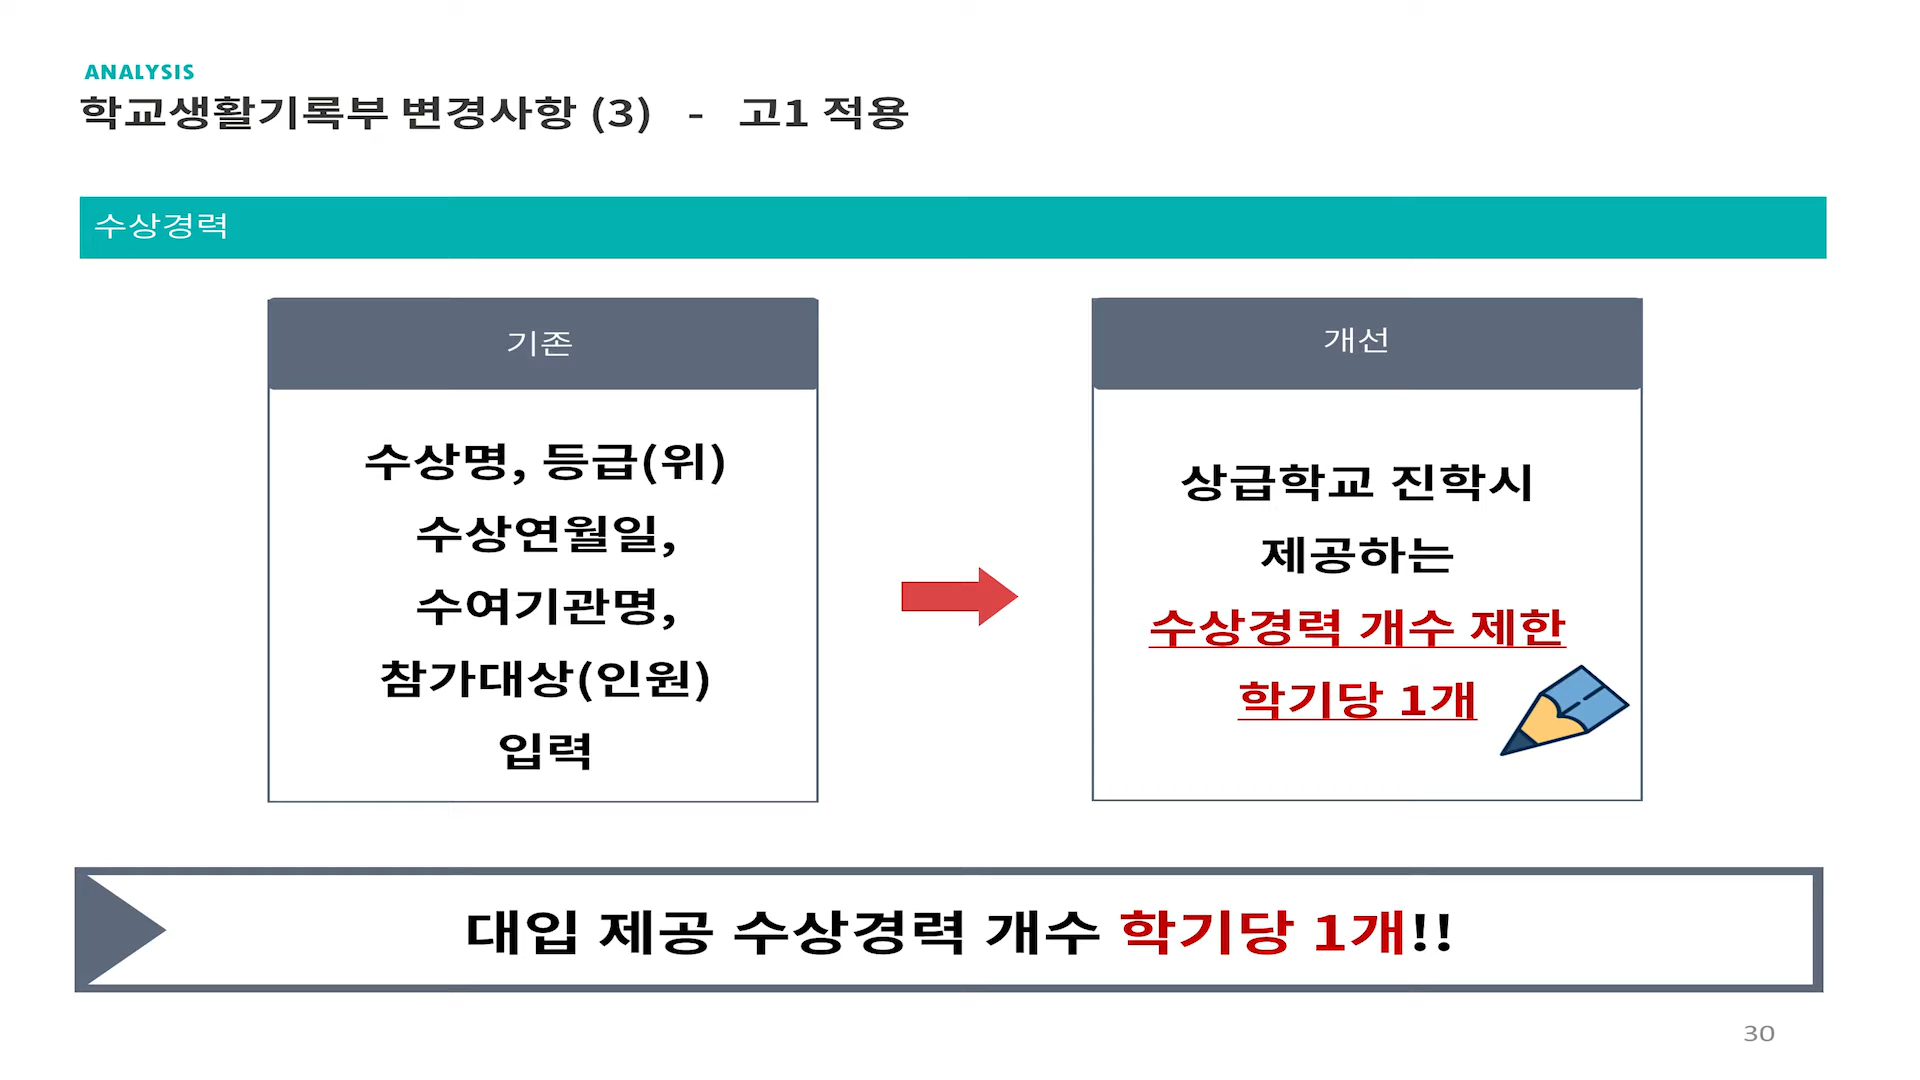 ANALYSIS
학교생활기록부 변경사항 (3) - 고1 적용
수상경력
기존
수상명, 등급(위)
수상연월일,
수여기관명,
참가대상(인원)
입력
개선
상급학교 진학시
제공하는
수상경력 개수 제한
학기당 1개
대입 제공 수상경력 개수 학기당 1개!!
30